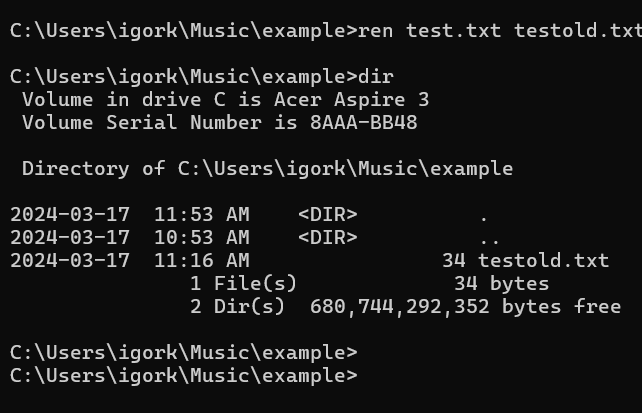 C:\Users\igork\Music\example>ren test.txt testold.txt
C:\Users\igork\Music\example>dir
 Volume in drive C is Acer Aspire 3
 Volume Serial Number is 8AAA-BB48
 Directory of C:\Users\igork\Music\example
2024-03-17  11:53 AM    <DIR>          .
2024-03-17  10:53 AM    <DIR>          ..
2024-03-17  11:16 AM                34 testold.txt
               1 File(s)             34 bytes
               2 Dir(s)  680,744,292,352 bytes free
C:\Users\igork\Music\example>
C:\Users\igork\Music\example>